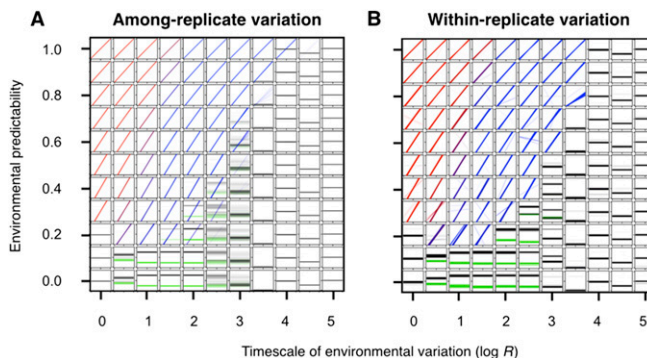 A Among-replicate variation
B Within-replicate variation
Environmental predictability
1.0
0.8
0.6
0.4
0.2
0.0
0 1 2 3 4 5
0 1 2 3 4 5
Timescale of environmental variation (log R)